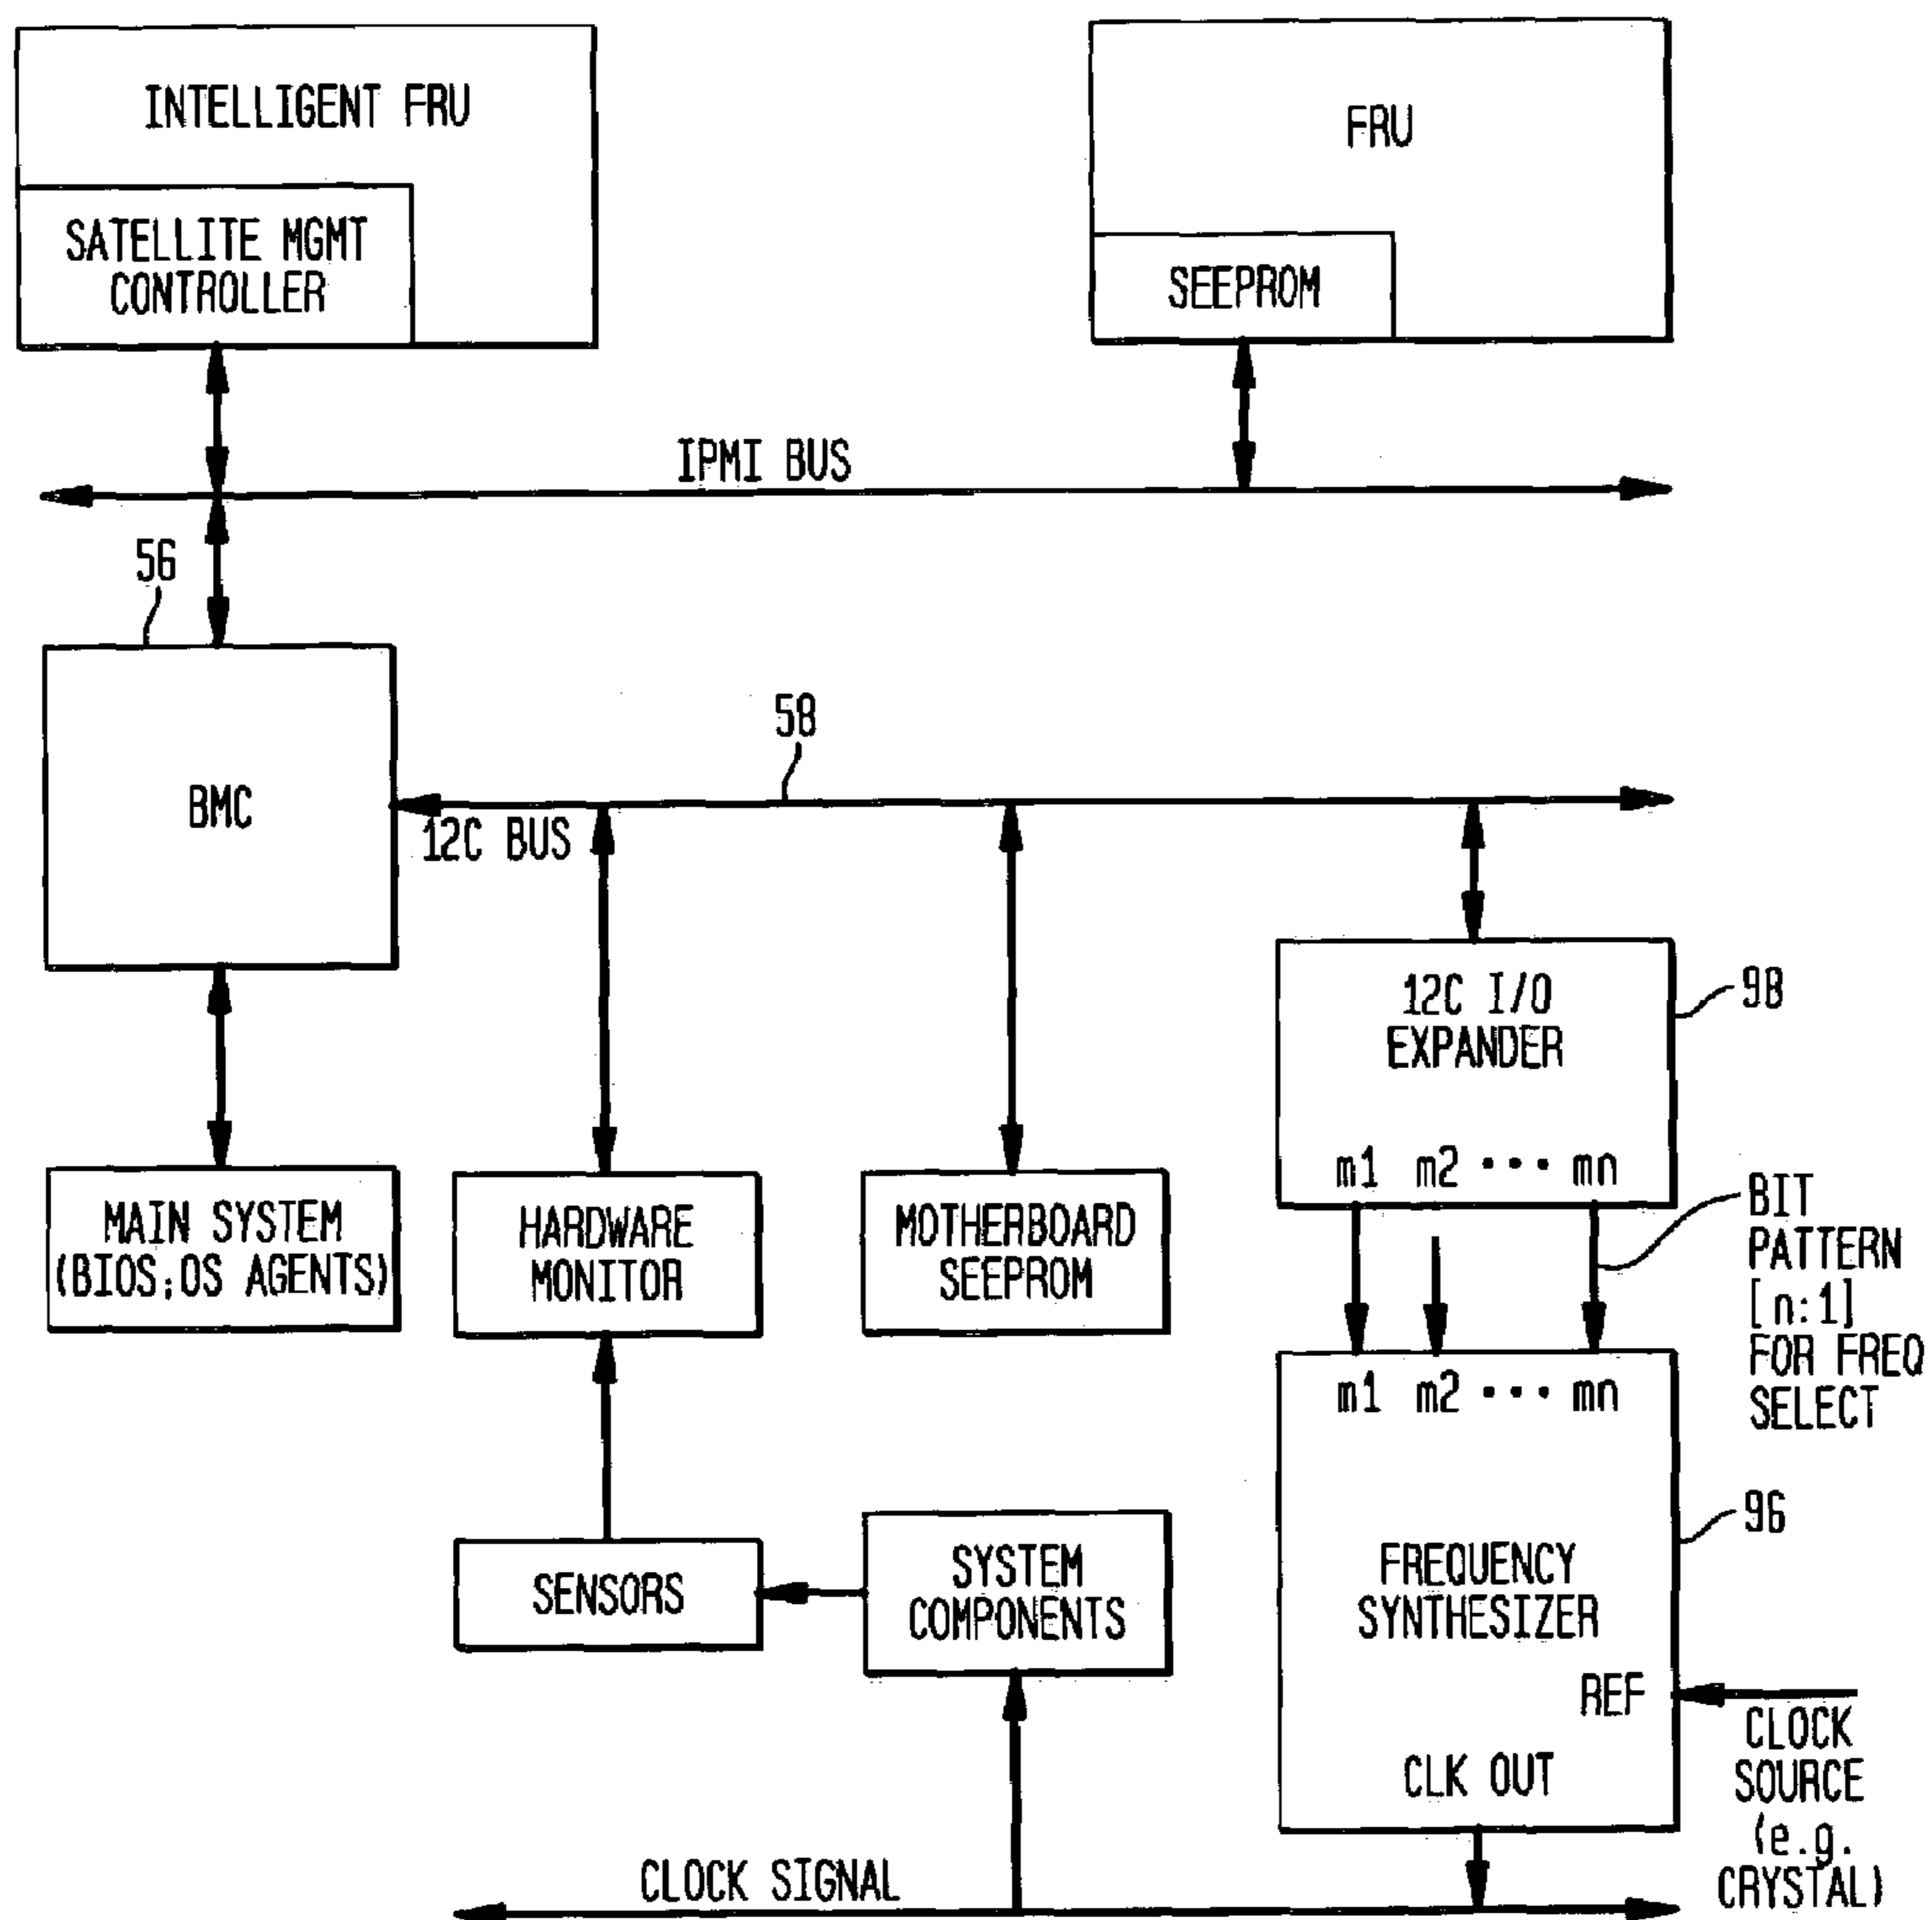 INTELLIGENT FRU
FRU
SATELLITE MGMT
CONTROLLER
SEEPROM
IPMI BUS
56
58
BMC
12C BUS
12C I/O
EXPANDER
98
m1 m2 ••• mn
MAIN SYSTEM
(BIOS;OS AGENTS)
HARDWARE
MONITOR
MOTHERBOARD
SEEPROM
BIT
PATTERN
[n:1]
FOR FREQ
SELECT
m1 m2 ••• mn
96
FREQUENCY
SYNTHESIZER
SENSORS
SYSTEM
COMPONENTS
REF
CLOCK
SOURCE
(e.g.
CRYSTAL)
CLK OUT
CLOCK SIGNAL